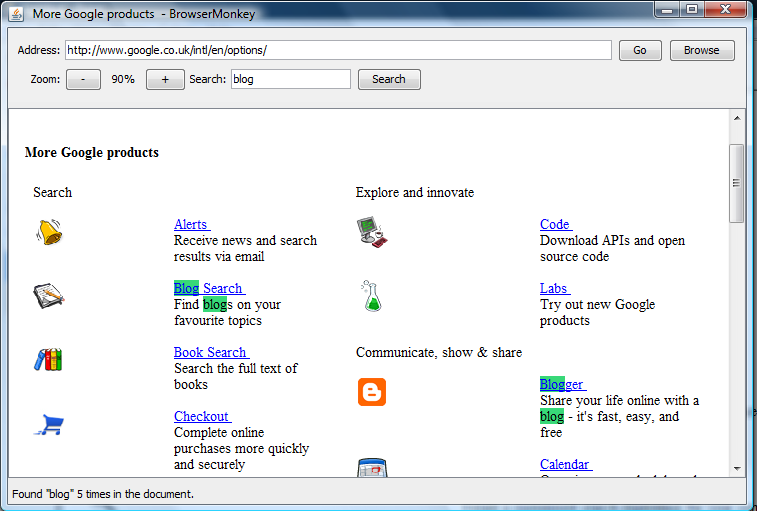 More Google products - BrowserMonkey
Address: http://www.google.co.uk/intl/en/options/ Go Browse
Zoom: - 90% + Search: blog Search
More Google products
Search
Alerts
Receive news and search
results via email
Blog Search
Find blogs on your
favourite topics
Book Search
Search the full text of
books
Checkout
Complete online
purchases more quickly
and securely
Explore and innovate
Code
Download APIs and open
source code
Labs
Try out new Google
products
Communicate, show & share
Blogger
Share your life online with a
blog - it's fast, easy, and
free
Calendar
Found "blog" 5 times in the document.